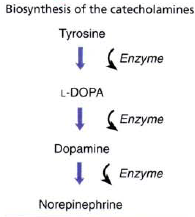 Biosynthesis of the catecholamines
Tyrosine
Enzyme
L-DOPA
Enzyme
Dopamine
Enzyme
Norepinephrine